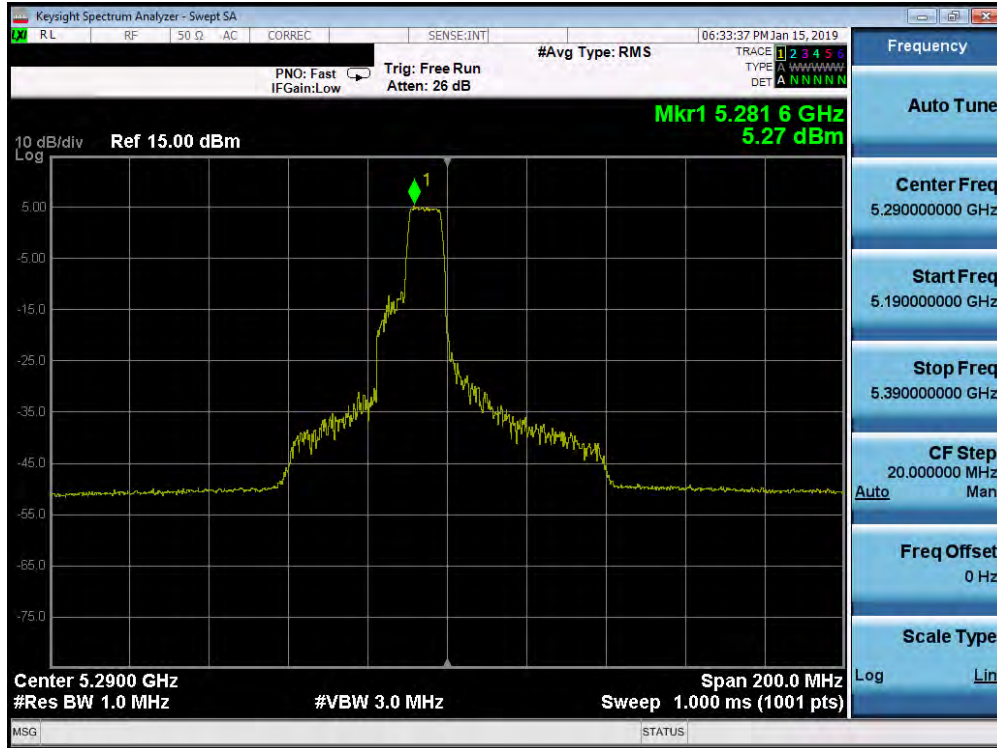 Keysight Spectrum Analyzer - Swept SA
LXI RL RF 50 Ω AC CORREC SENSE:INT 06:33:37 PM Jan 15, 2019
#Avg Type: RMS TRACE 1 2 3 4 5 6
PNO: Fast Trig: Free Run TYPE A WWWWW
IFGain:Low Atten: 26 dB DET A N N N N N
Mkr1 5.281 6 GHz
5.27 dBm
10 dB/div Ref 15.00 dBm
Log
1
5.00
-5.00
-15.0
-25.0
-35.0
-45.0
-55.0
-65.0
-75.0
Center 5.2900 GHz Span 200.0 MHz
#Res BW 1.0 MHz #VBW 3.0 MHz Sweep 1.000 ms (1001 pts)
MSG STATUS
Frequency
Auto Tune
Center Freq
5.290000000 GHz
Start Freq
5.190000000 GHz
Stop Freq
5.390000000 GHz
CF Step
20.000000 MHz
Auto Man
Freq Offset
0 Hz
Scale Type
Log Lin